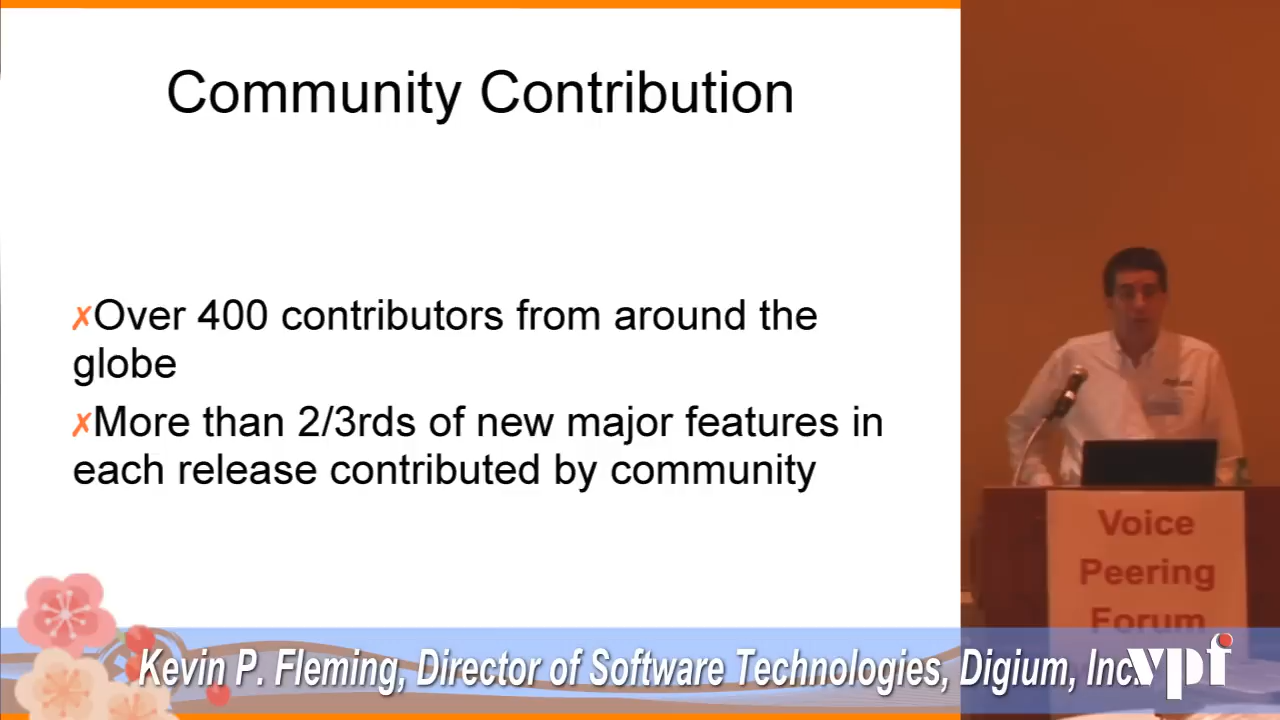 Community Contribution
✗Over 400 contributors from around the
globe
✗More than 2/3rds of new major features in
each release contributed by community
Voice
Peering
Forum
Kevin P. Fleming, Director of Software Technologies, Digium, Inc.
vpf